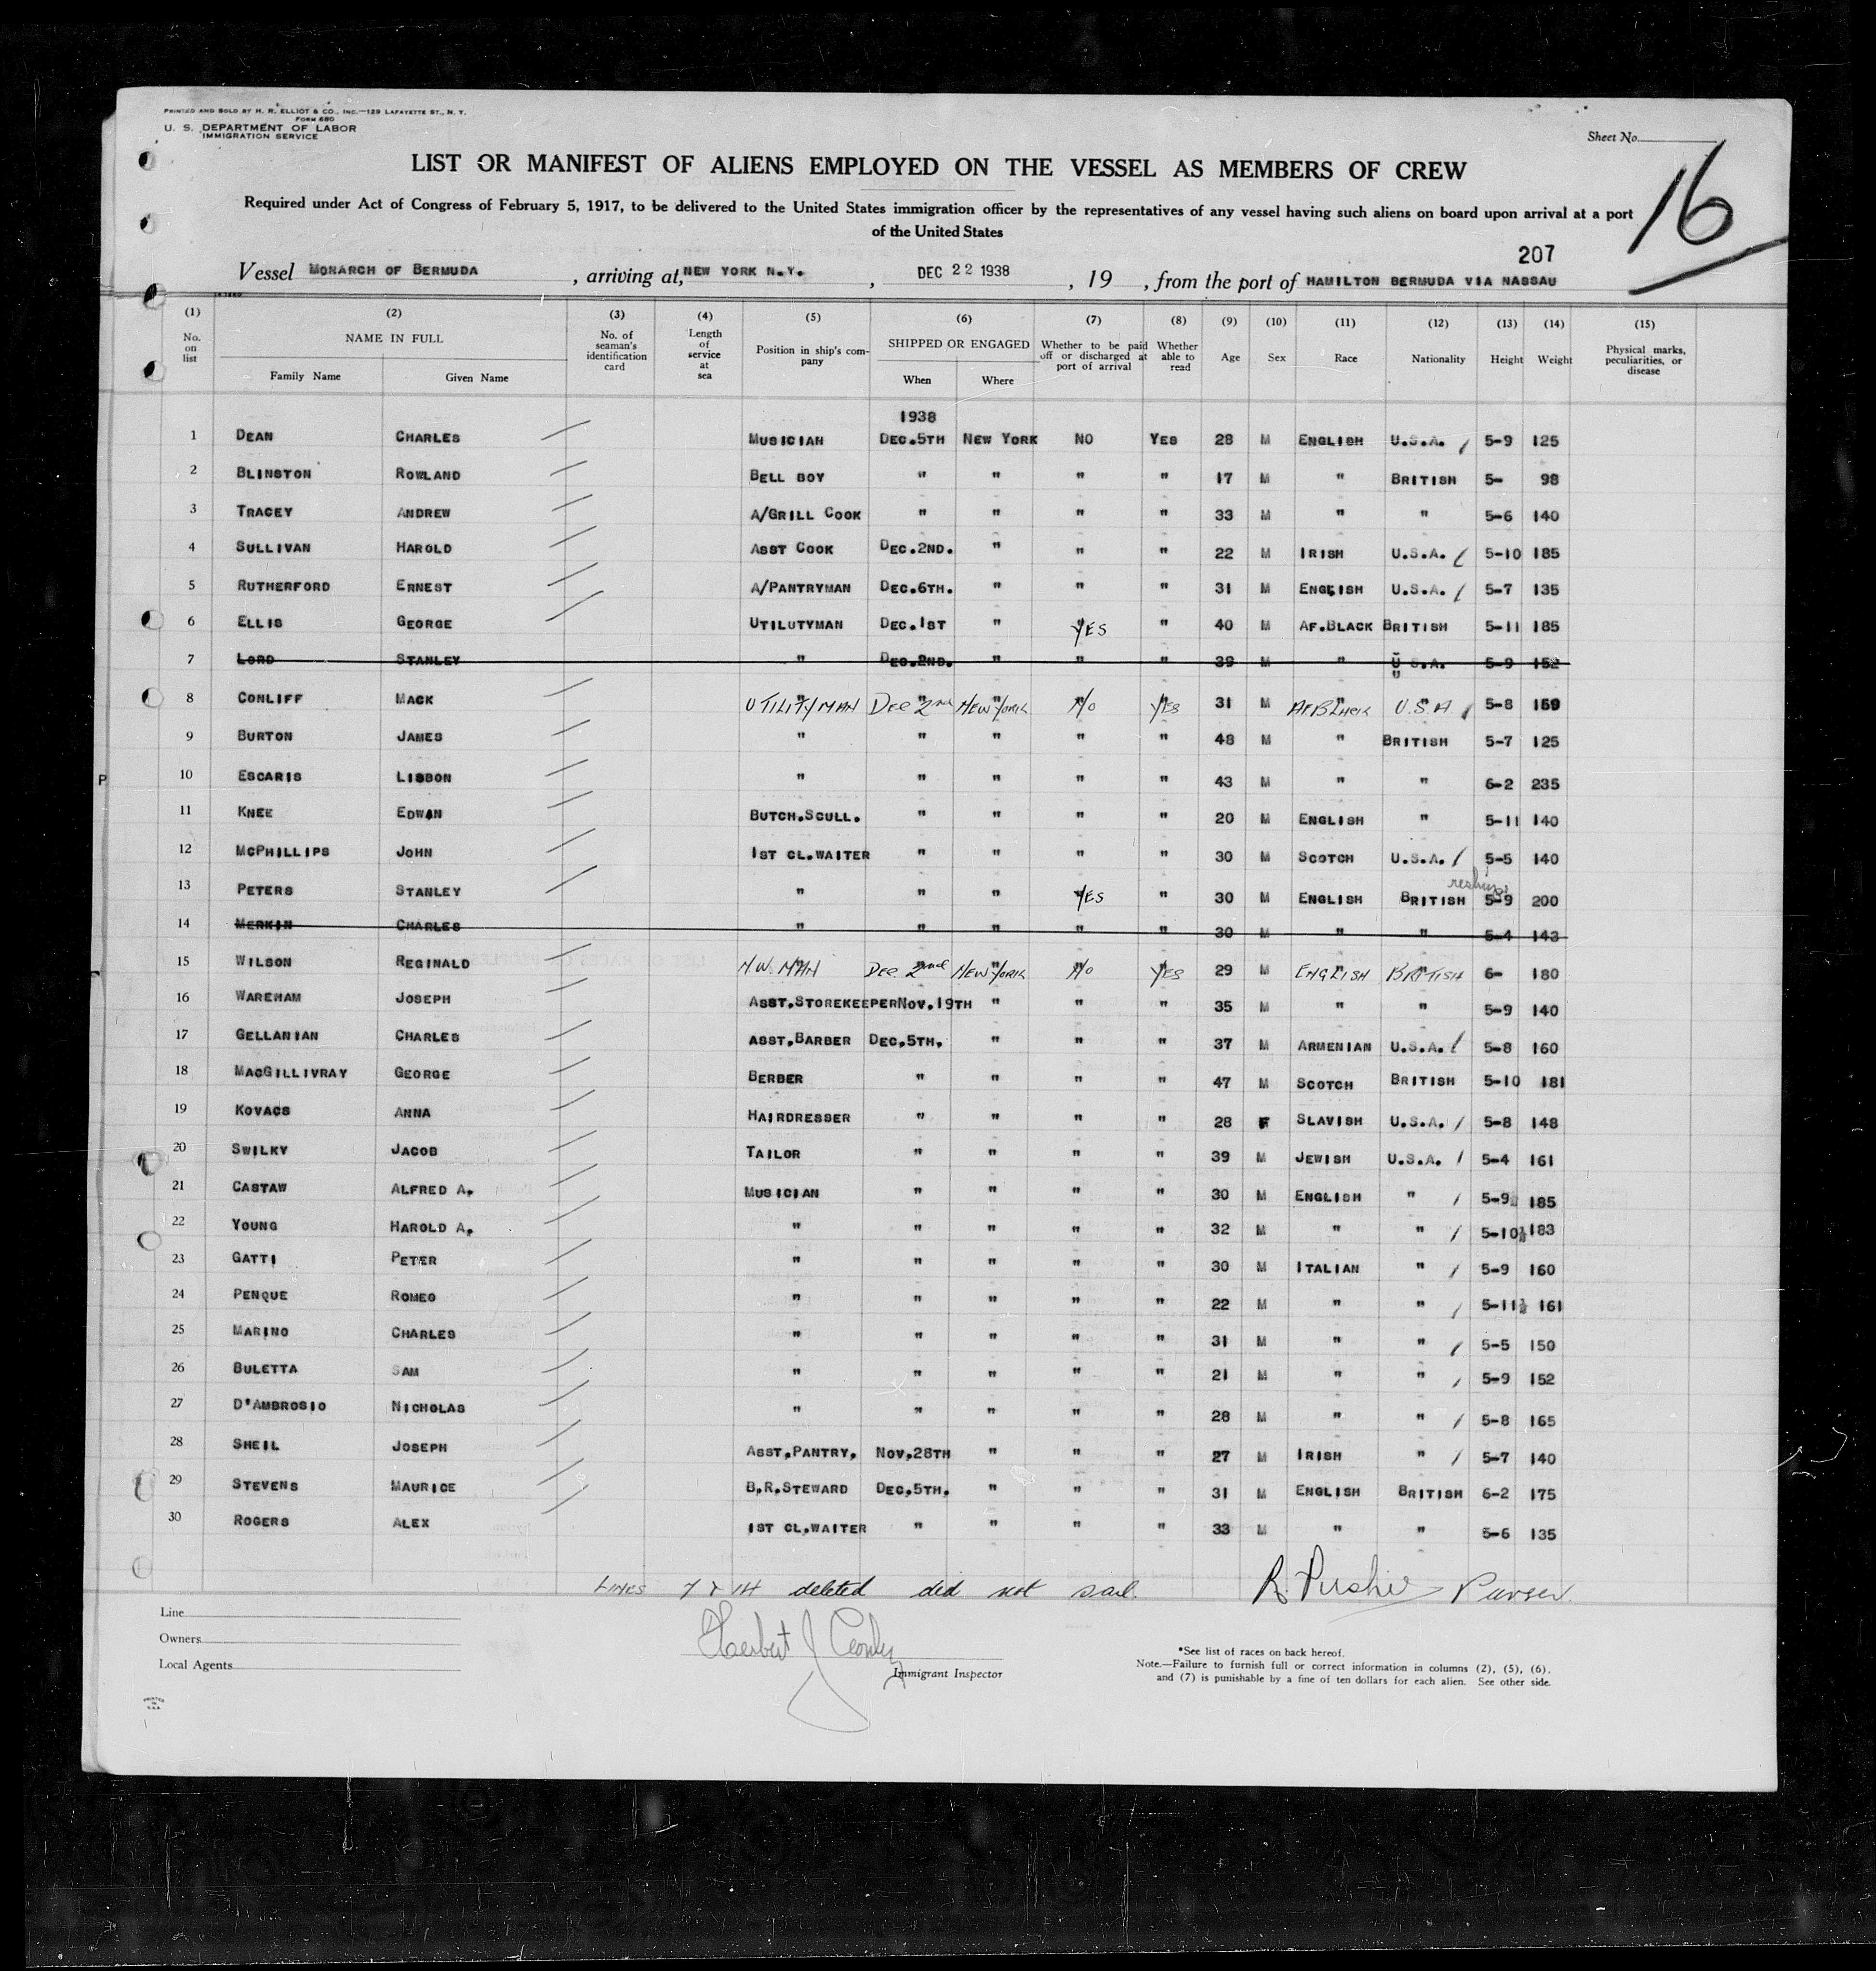 PRINTED AND SOLD BY H. R. ELLIOT & CO., INC.—129 LAFAYETTE ST., N. Y.
FORM 680
U. S. DEPARTMENT OF LABOR
IMMIGRATION SERVICE
Sheet No.
16
LIST OR MANIFEST OF ALIENS EMPLOYED ON THE VESSEL AS MEMBERS OF CREW
Required under Act of Congress of February 5, 1917, to be delivered to the United States immigration officer by the representatives of any vessel having such aliens on board upon arrival at a port
of the United States
207
Vessel MONARCH OF BERMUDA, arriving at, NEW YORK N.Y., DEC 22 1938, 19 , from the port of HAMILTON BERMUDA VIA NASSAU
(1) (2) (3) (4) (5) (6) (7) (8) (9) (10) (11) (12) (13) (14) (15)
No. on list NAME IN FULL Family Name Given Name No. of seaman's identification card Length of service at sea Position in ship's company SHIPPED OR ENGAGED When Where Whether to be paid off or discharged at port of arrival Whether able to read Age Sex Race Nationality Height Weight Physical marks, peculiarities, or disease
1938
1 DEAN CHARLES MUSICIAN DEC.5TH NEW YORK NO YES 28 M ENGLISH U.S.A. 5-9 125
2 BLINSTON ROWLAND BELL BOY " " " " 17 M " BRITISH 5- 98
3 TRACEY ANDREW A/GRILL COOK " " " " 33 M " " 5-6 140
4 SULLIVAN HAROLD ASST COOK DEC.2ND. " " " 22 M IRISH U.S.A. 5-10 185
5 RUTHERFORD ERNEST A/PANTRYMAN DEC.6TH. " " " 31 M ENGLISH U.S.A. 5-7 135
6 ELLIS GEORGE UTILUTYMAN DEC.1ST " YES " 40 M AF.BLACK BRITISH 5-11 185
7 LORD STANLEY " DEC.2ND. " " " 39 M " U.S.A. 5-9 152
8 CONLIFF MACK UTILITYMAN DEC 2nd NEW YORK NO YES 31 M AF BLACK U.S.A. 5-8 159
9 BURTON JAMES " " " " " 48 M " BRITISH 5-7 125
10 ESCARIS LISBON " " " " " 43 M " " 6-2 235
11 KNEE EDWAN BUTCH.SCULL. " " " " 20 M ENGLISH " 5-11 140
12 MCPHILLIPS JOHN 1ST CL.WAITER " " " " 30 M SCOTCH U.S.A. 5-5 140
13 PETERS STANLEY " " " YES " 30 M ENGLISH BRITISH 5-9 200
14 MERKIN CHARLES " " " " " 30 M " " 5-4 143
15 WILSON REGINALD N.W. MAN DEC 2nd NEW YORK NO YES 29 M ENGLISH BRITISH 6- 180
16 WAREHAM JOSEPH ASST.STOREKEEPER NOV.19TH " " " 35 M " " 5-9 140
17 GELLANIAN CHARLES ASST.BARBER DEC.5TH. " " " 37 M ARMENIAN U.S.A. 5-8 160
18 MACGILLIVRAY GEORGE BERBER " " " " 47 M SCOTCH BRITISH 5-10 181
19 KOVACS ANNA HAIRDRESSER " " " " 28 F SLAVISH U.S.A. 5-8 148
20 SWILKY JACOB TAILOR " " " " 39 M JEWISH U.S.A. 5-4 161
21 CASTAW ALFRED A. MUSICIAN " " " " 30 M ENGLISH " 5-9 185
22 YOUNG HAROLD A. " " " " " 32 M " " 5-10½ 183
23 GATTI PETER " " " " " 30 M ITALIAN " 5-9 160
24 PENQUE ROMEO " " " " " 22 M " " 5-11½ 161
25 MARINO CHARLES " " " " " 31 M " " 5-5 150
26 BULETTA SAM " " " " " 21 M " " 5-9 152
27 D'AMBROSIO NICHOLAS " " " " " 28 M " " 5-8 165
28 SHEIL JOSEPH ASST.PANTRY. NOV.28TH " " " 27 M IRISH " 5-7 140
29 STEVENS MAURICE B.R.STEWARD DEC.5TH. " " " 31 M ENGLISH BRITISH 6-2 175
30 ROGERS ALEX 1ST CL.WAITER " " " " 33 M " " 5-6 135
P
LINES 7 & 14 deleted did not sail. Purser.
Line
Owners
Local Agents
Herbert J
Immigrant Inspector
*See list of races on back hereof.
Note.—Failure to furnish full or correct information in columns (2), (5), (6),
and (7) is punishable by a fine of ten dollars for each alien. See other side.
PRINTED IN U.S.A.